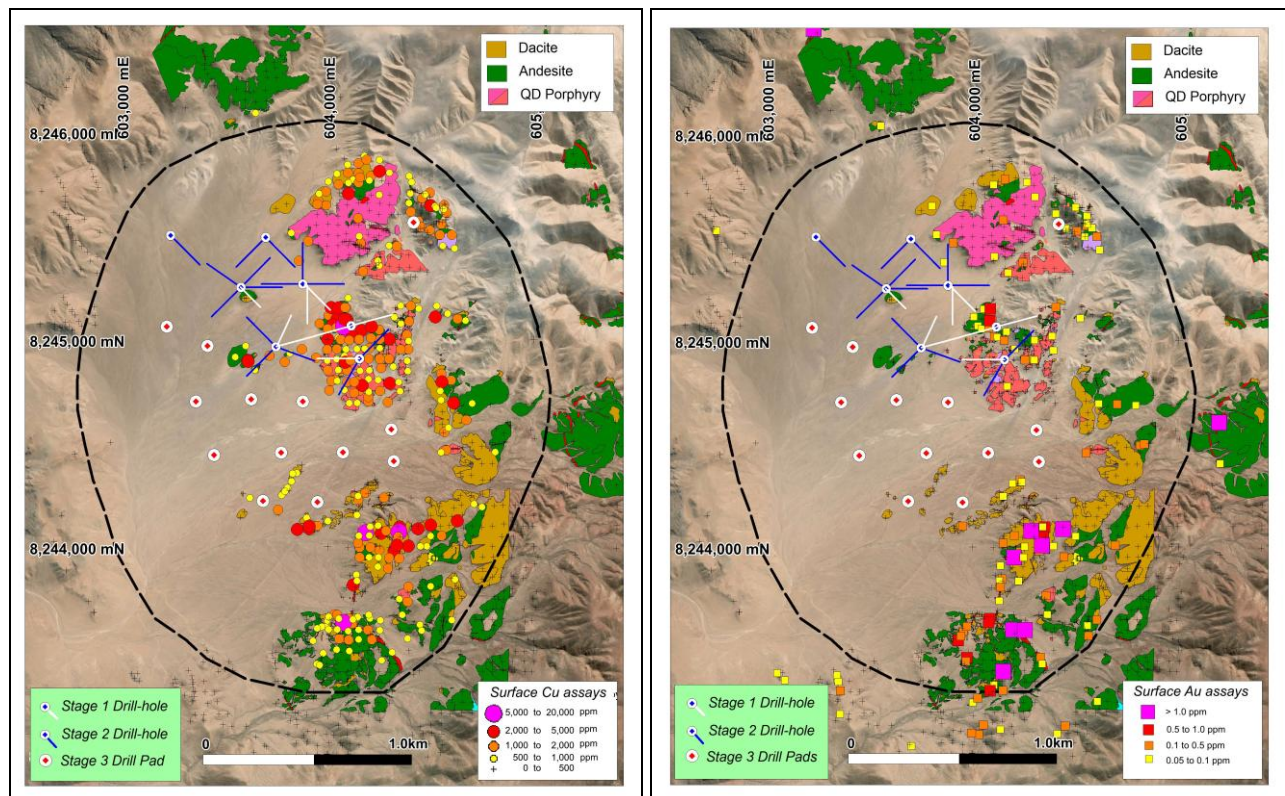 Dacite
Andesite
QD Porphyry
603,000 mE
604,000 mE
605,
8,246,000 mN
8,245,000 mN
8,244,000 mN
Stage 1 Drill-hole
Stage 2 Drill-hole
Stage 3 Drill Pad
0
1.0km
Surface Cu assays
5,000 to 20,000 ppm
2,000 to 5,000 ppm
1,000 to 2,000 ppm
500 to 1,000 ppm
0 to 500
Dacite
Andesite
QD Porphyry
603,000 mE
604,000 mE
605,
8,246,000 mN
8,245,000 mN
8,244,000 mN
Stage 1 Drill-hole
Stage 2 Drill-hole
Stage 3 Drill Pads
0
1.0km
Surface Au assays
> 1.0 ppm
0.5 to 1.0 ppm
0.1 to 0.5 ppm
0.05 to 0.1 ppm